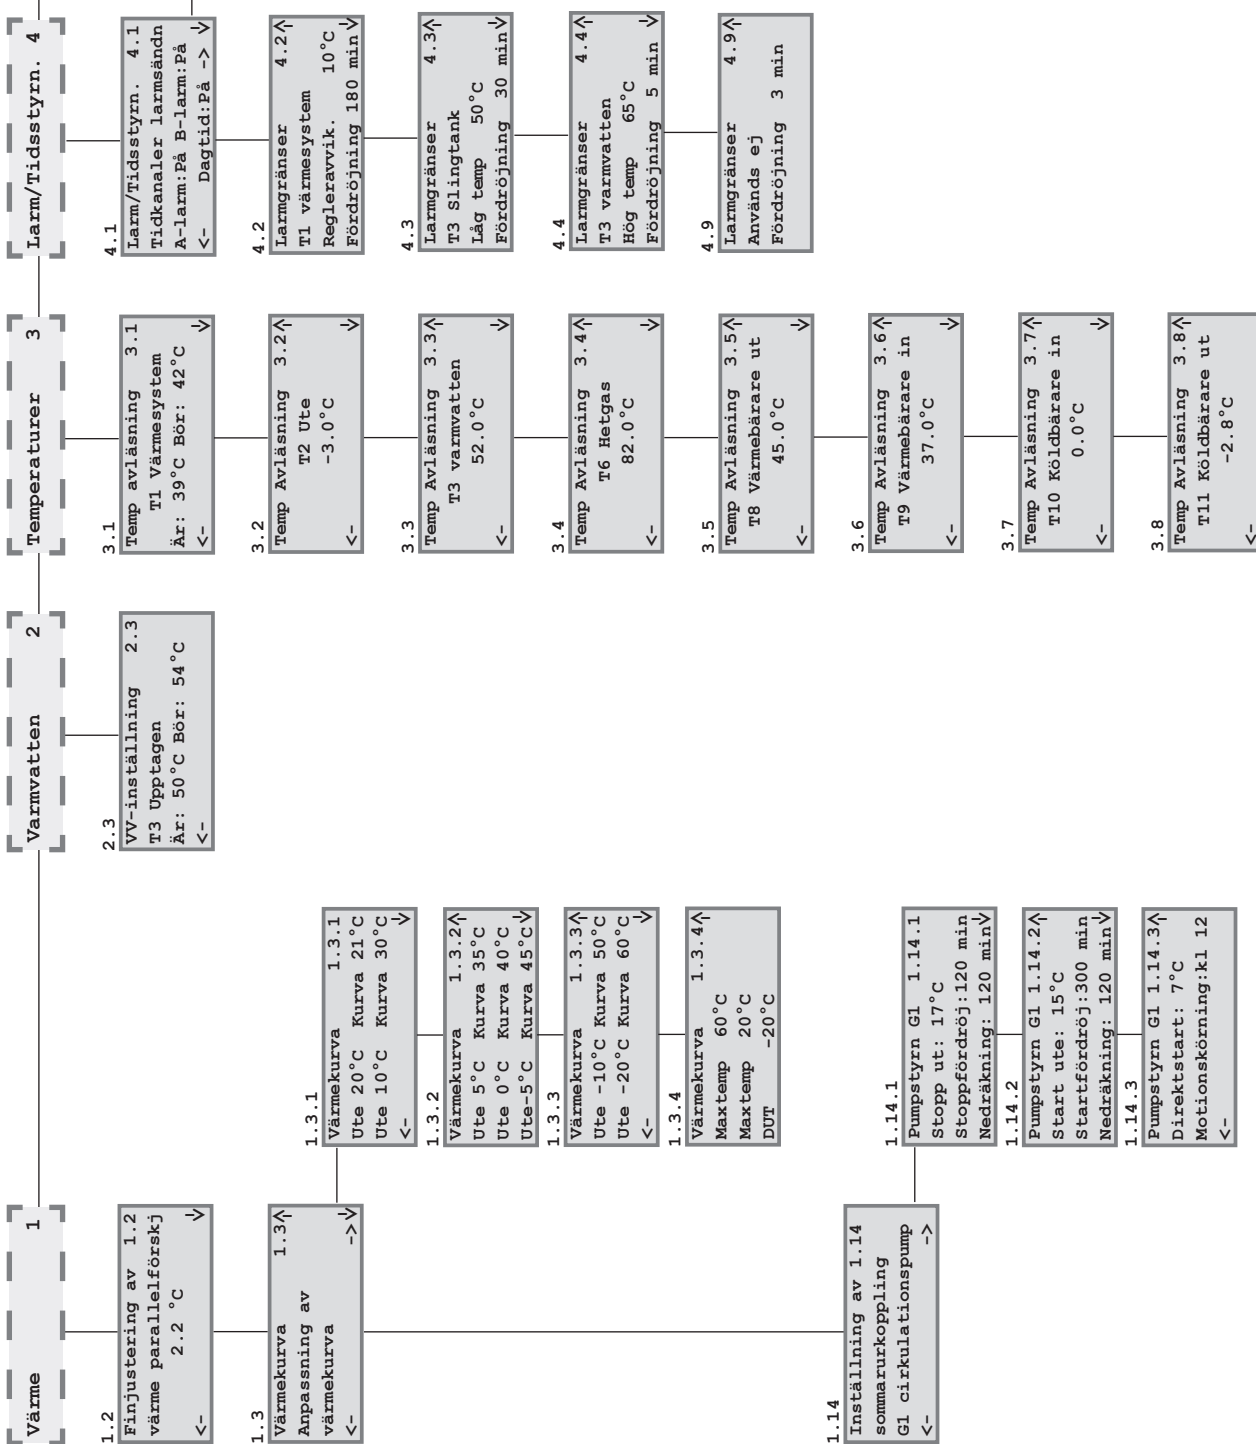 Värme 1
1.2
Finjustering av 1.2
värme parallelförskj
2.2 °C
<- ->
1.3
Värmekurva 1.3^
Anpassning av
värmekurva
<- ->V
1.14
Inställning av 1.14
sommarurkoppling
G1 cirkulationspump
<- ->
1.3.1
Värmekurva 1.3.1
Ute 20°C Kurva 21°C
Ute 10°C Kurva 30°C
<- ->
1.3.2
Värmekurva 1.3.2^
Ute 5°C Kurva 35°C
Ute 0°C Kurva 40°C
Ute-5°C Kurva 45°C
1.3.3
Värmekurva 1.3.3^
Ute -10°C Kurva 50°C
Ute -20°C Kurva 60°C
<- ->
1.3.4
Värmekurva 1.3.4^
Maxtemp 60°C
Maxtemp 20°C
DUT -20°C
1.14.1
Pumpstyrn G1 1.14.1
Stopp ut: 17°C
Stoppfördröj:120 min
Nedräkning: 120 min
1.14.2
Pumpstyrn G1 1.14.2^
Start ute: 15°C
Startfördröj:300 min
Nedräkning: 120 min
1.14.3
Pumpstyrn G1 1.14.3^
Direktstart: 7°C
Motionskörning:kl 12
<-
Varmvatten 2
2.3
VV-inställning 2.3
T3 Upptagen
Är: 50°C Bör: 54°C
<-
Temperaturer 3
3.1
Temp avläsning 3.1
T1 Värmesystem
Är: 39°C Bör: 42°C
<- ->
3.2
Temp Avläsning 3.2^
T2 Ute
-3.0°C
<- ->
3.3
Temp Avläsning 3.3^
T3 varmvatten
52.0°C
<- ->
3.4
Temp Avläsning 3.4^
T6 Hetgas
82.0°C
<- ->
3.5
Temp Avläsning 3.5^
T8 Värmebärare ut
45.0°C
<- ->
3.6
Temp Avläsning 3.6^
T9 Värmebärare in
37.0°C
<- ->
3.7
Temp Avläsning 3.7^
T10 Köldbärare in
0.0°C
<- ->
3.8
Temp Avläsning 3.8^
T11 Köldbärare ut
-2.8°C
<-
Larm/Tidsstyrn. 4
4.1
Larm/Tidsstyrn. 4.1
Tidkanaler larmsändn
A-larm:På B-larm:På
<- Dagtid:På -> V
4.2
Larmgränser 4.2^
T1 värmesystem
Regleravvik. 10°C
Fördröjning 180 min
4.3
Larmgränser 4.3^
T3 Slingtank
Låg temp 50°C
Fördröjning 30 min
4.4
Larmgränser 4.4^
T3 varmvatten
Hög temp 65°C
Fördröjning 5 min
4.9
Larmgränser 4.9^
Används ej
Fördröjning 3 min